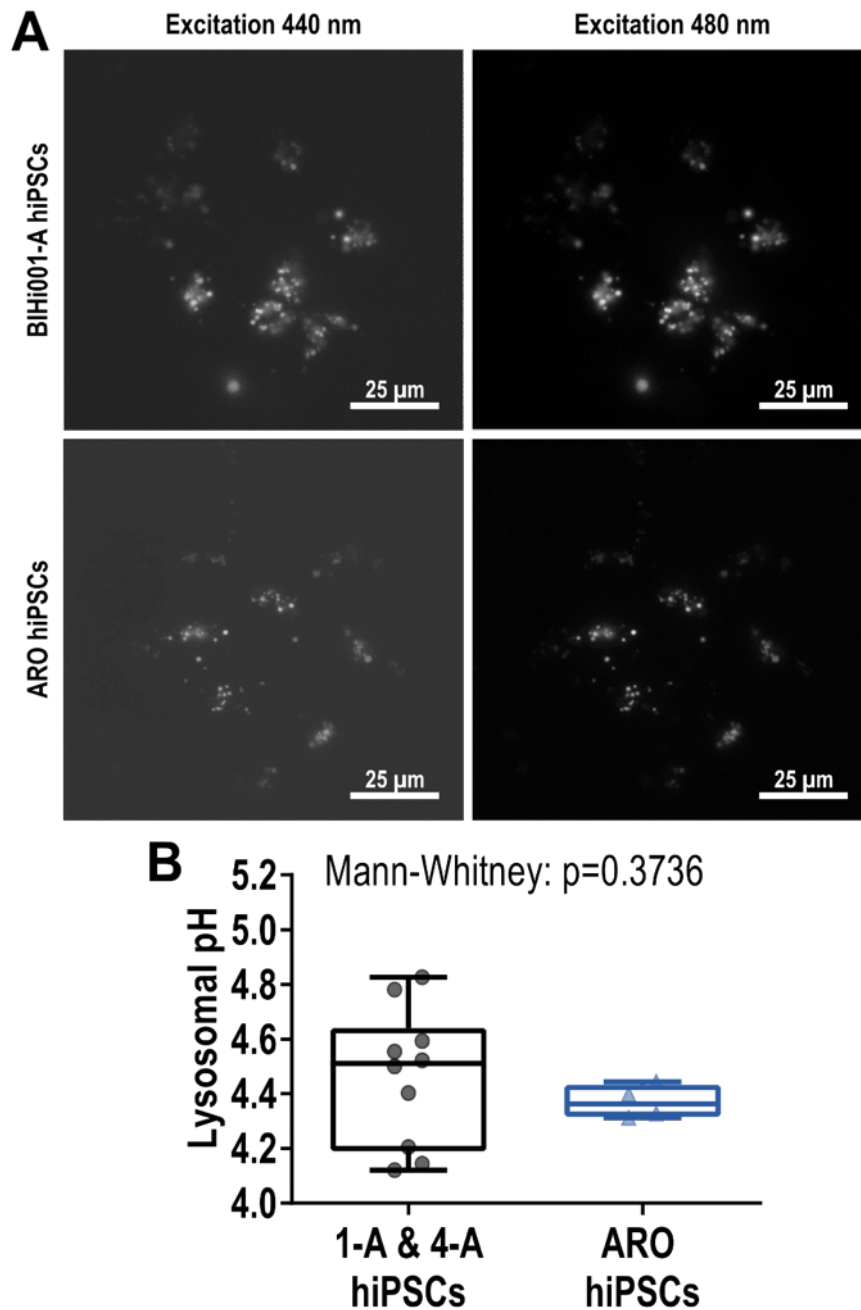 A
Excitation 440 nm
Excitation 480 nm
BIHi001-A hiPSCs
25 µm
25 µm
ARO hiPSCs
25 µm
25 µm
B
Mann-Whitney: p=0.3736
Lysosomal pH
5.2
5.0
4.8
4.6
4.4
4.2
4.0
1-A & 4-A
hiPSCs
ARO
hiPSCs